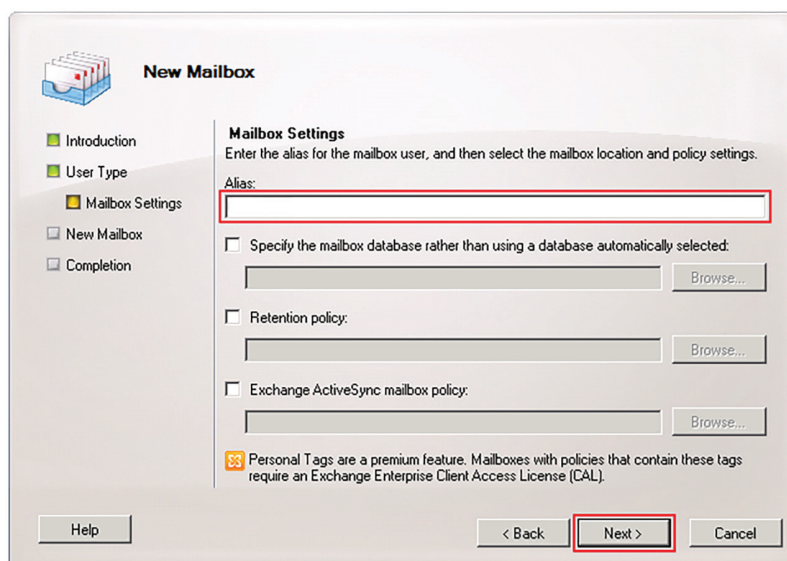 New Mailbox
Introduction
User Type
Mailbox Settings
New Mailbox
Completion
Mailbox Settings
Enter the alias for the mailbox user, and then select the mailbox location and policy settings.
Alias:
Specify the mailbox database rather than using a database automatically selected:
Browse...
Retention policy:
Browse...
Exchange ActiveSync mailbox policy:
Browse...
Personal Tags are a premium feature. Mailboxes with policies that contain these tags
require an Exchange Enterprise Client Access License (CAL).
Help
< Back
Next >
Cancel